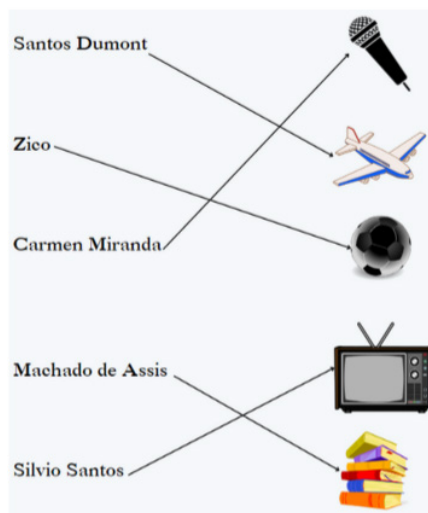 Santos Dumont
Zico
Carmen Miranda
Machado de Assis
Silvio Santos